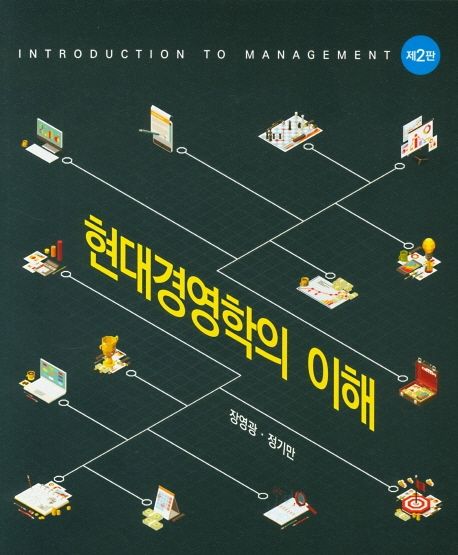 INTRODUCTION TO MANAGEMENT 제2판
현대경영학의 이해
장영광 · 정기만